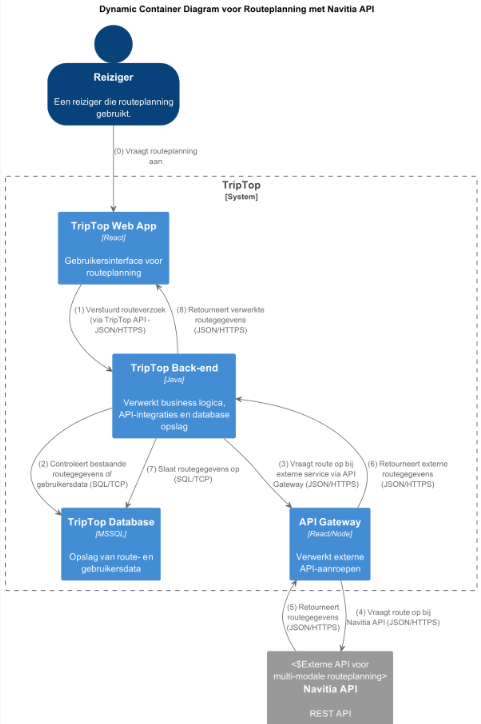 Dynamic Container Diagram voor Routeplanning met Navitia API
Reiziger
Een reiziger die routeplanning
gebruikt.
(0) Vraagt routeplanning
aan
TripTop
[System]
TripTop Web App
[React]
Gebruikersinterface voor
routeplanning
(1) Verstuurd routeverzoek
(via TripTop API -
JSON/HTTPS)
(8) Retourneert verwerkte
routegegevens
(JSON/HTTPS)
TripTop Back-end
[Java]
Verwerkt business logica,
API-integraties en database
opslag
(2) Controleert bestaande
routegegevens of
gebruikersdata (SQL/TCP)
(7) Slaat routegegevens op
(SQL/TCP)
(3) Vraagt route op bij
externe service via API
Gateway (JSON/HTTPS)
(6) Retourneert externe
routegegevens
(JSON/HTTPS)
TripTop Database
[MSSQL]
Opslag van route- en
gebruikersdata
API Gateway
[React/Node]
Verwerkt externe
API-aanroepen
(5) Retourneert
routegegevens
(JSON/HTTPS)
(4) Vraagt route op bij
Navitia API (JSON/HTTPS)
<$Externe API voor
multi-modale routeplanning>
Navitia API
REST API